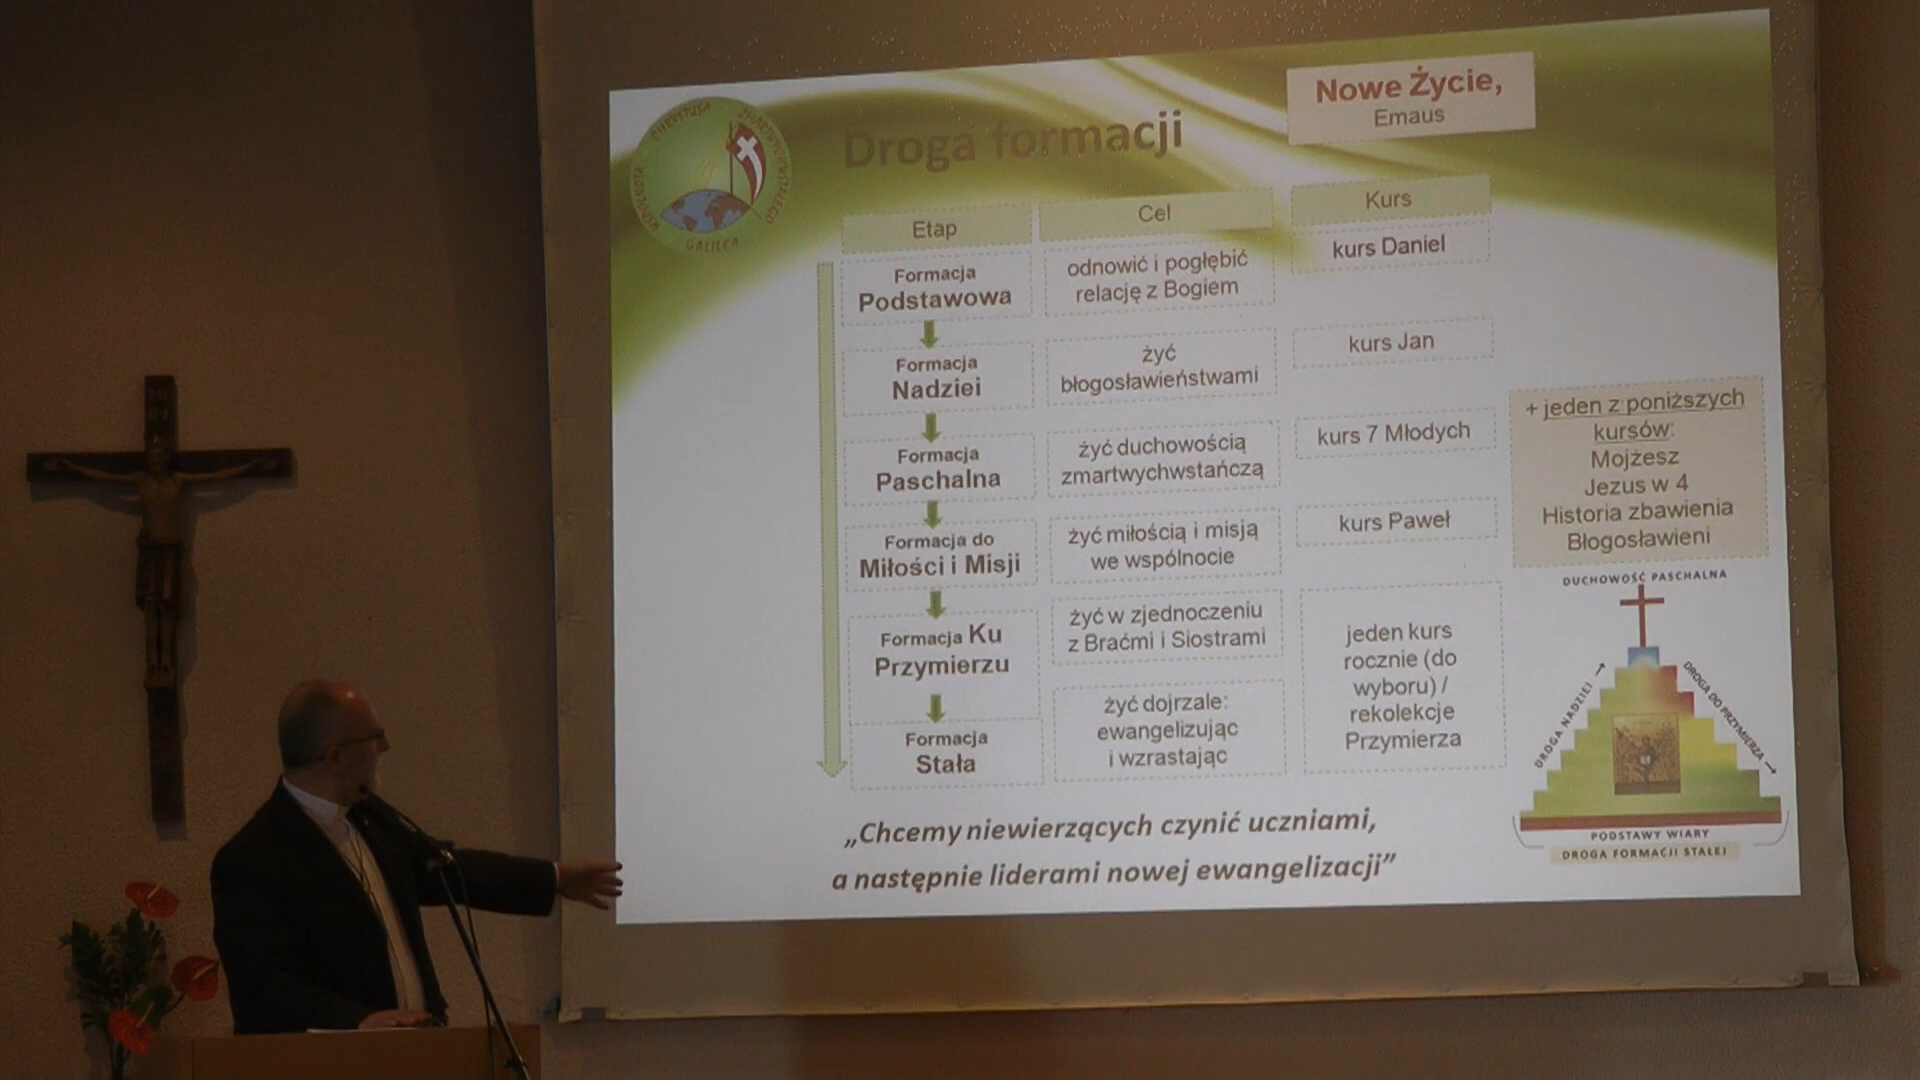 WSPÓLNOTA CHRYSTUSA ZMARTWYCHWSTAŁEGO
GALILEA
Droga formacji
Nowe Życie,
Emaus
Etap
Cel
Kurs
Formacja
Podstawowa
odnowić i pogłębić
relację z Bogiem
kurs Daniel
Formacja
Nadziei
żyć
błogosławieństwami
kurs Jan
Formacja
Paschalna
żyć duchowością
zmartwychwstańczą
kurs 7 Młodych
Formacja do
Miłości i Misji
żyć miłością i misją
we wspólnocie
kurs Paweł
Formacja Ku
Przymierzu
żyć w zjednoczeniu
z Braćmi i Siostrami
jeden kurs
rocznie (do
wyboru) /
rekolekcje
Przymierza
Formacja
Stała
żyć dojrzale:
ewangelizując
i wzrastając
+ jeden z poniższych
kursów:
Mojżesz
Jezus w 4
Historia zbawienia
Błogosławieni
DUCHOWOŚĆ PASCHALNA
DROGA NADZIEI
DROGA DO PRZYMIERZA
PODSTAWY WIARY
DROGA FORMACJI STAŁEJ
„Chcemy niewierzących czynić uczniami,
a następnie liderami nowej ewangelizacji”